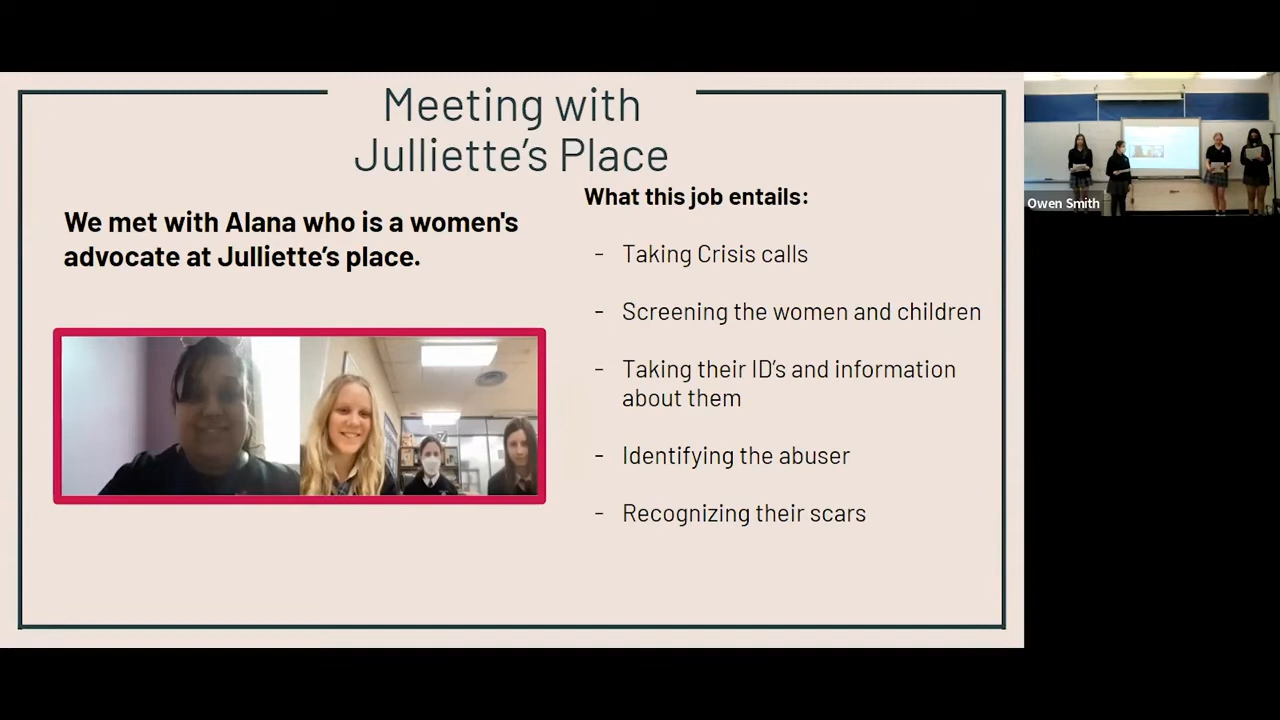 Meeting with
Julliette's Place
We met with Alana who is a women's
advocate at Julliette's place.
What this job entails:
- Taking Crisis calls
- Screening the women and children
- Taking their ID's and information
about them
- Identifying the abuser
- Recognizing their scars
Owen Smith